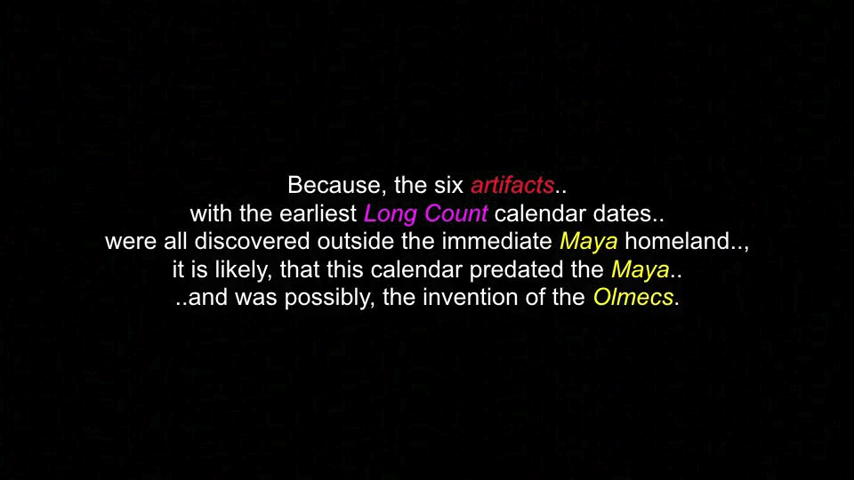 Because, the six artifacts..
with the earliest Long Count calendar dates..
were all discovered outside the immediate Maya homeland..,
it is likely, that this calendar predated the Maya..
..and was possibly, the invention of the Olmecs.